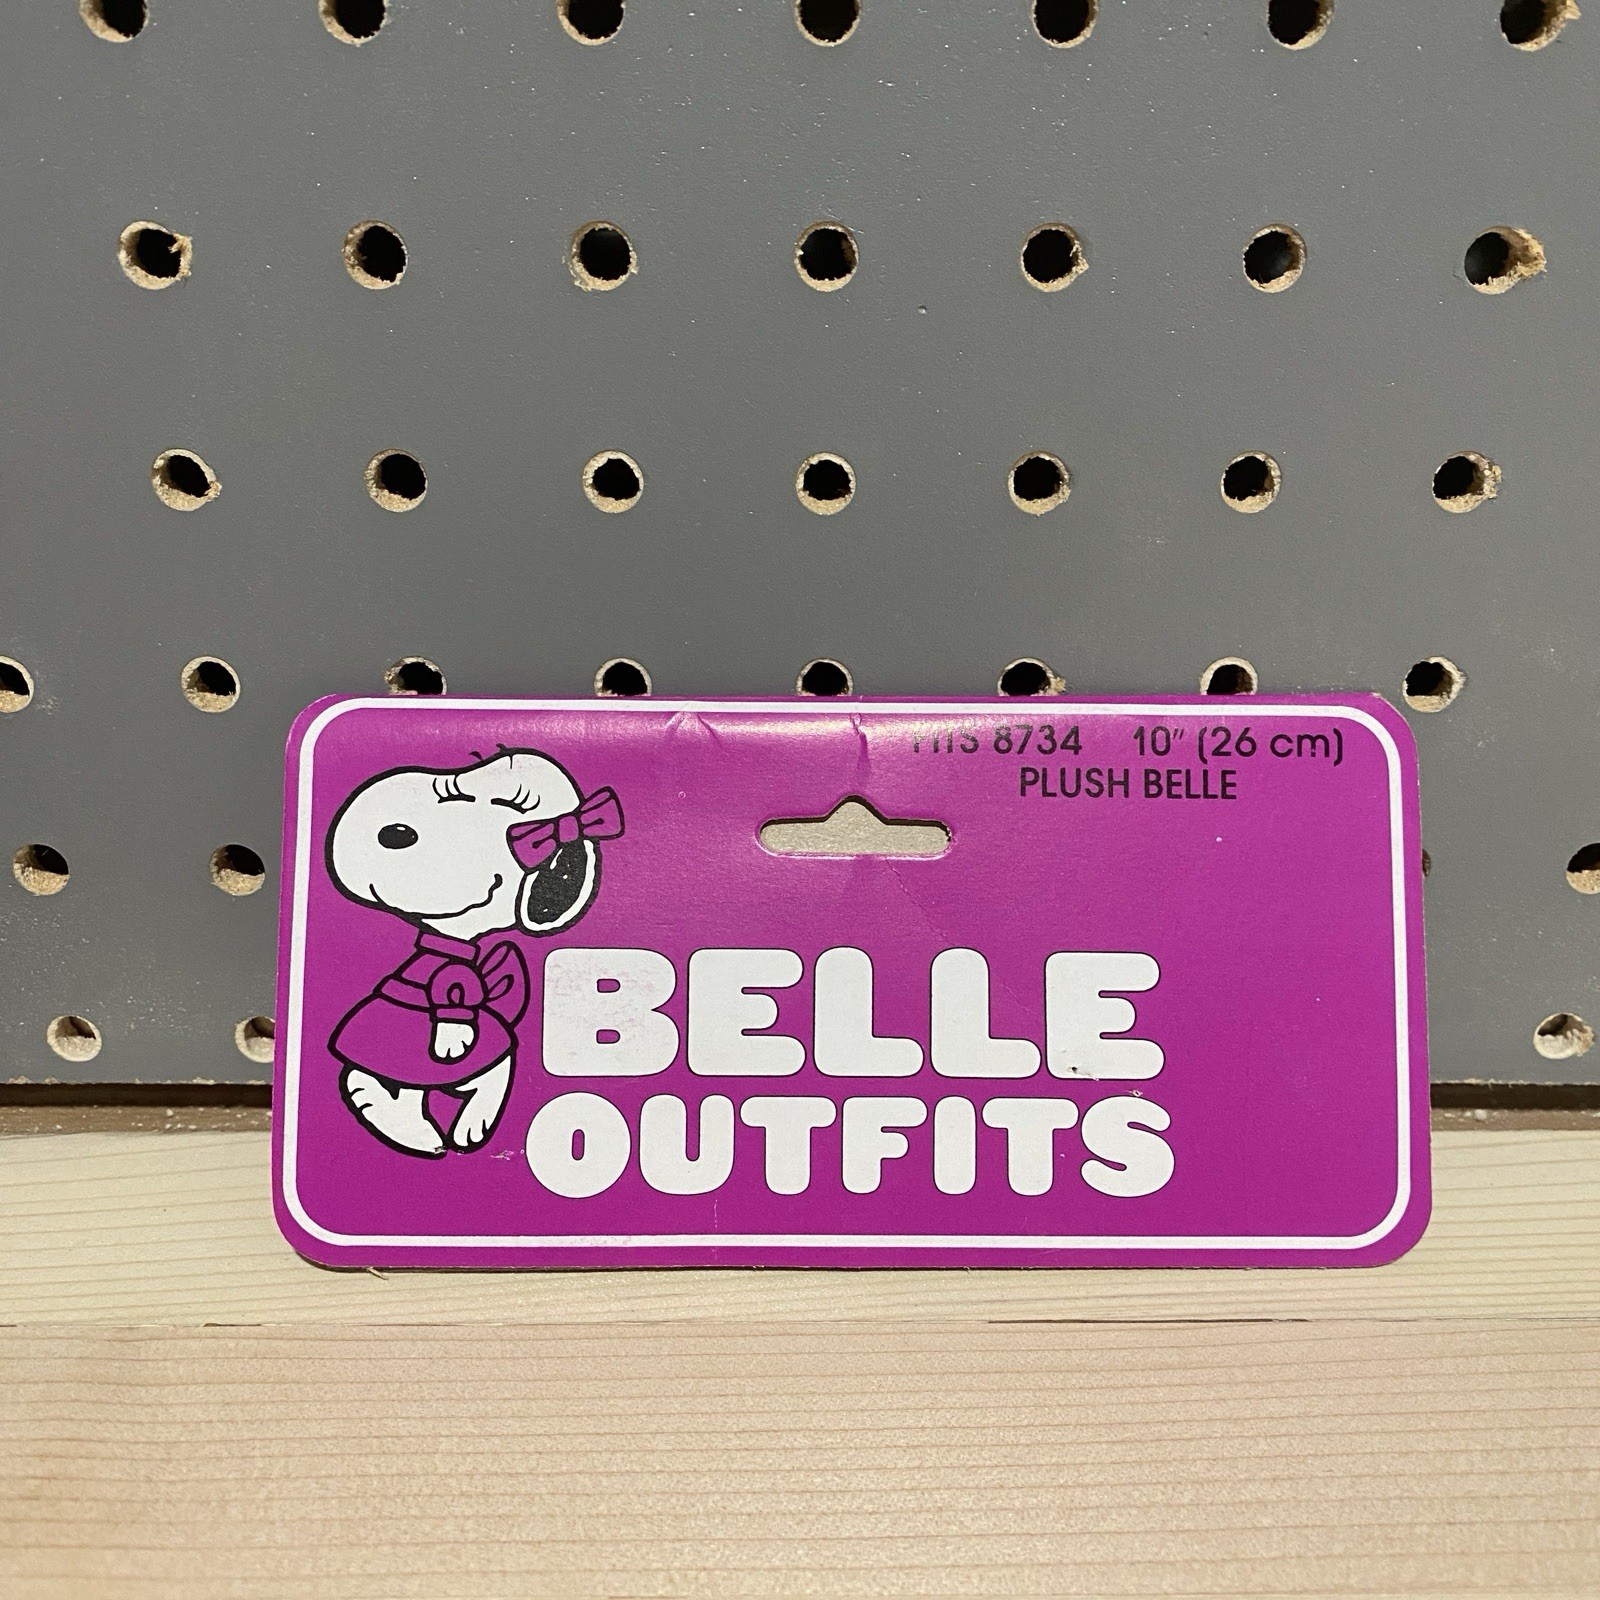 FITS 8734 10" (26 cm)
PLUSH BELLE
BELLE
OUTFITS